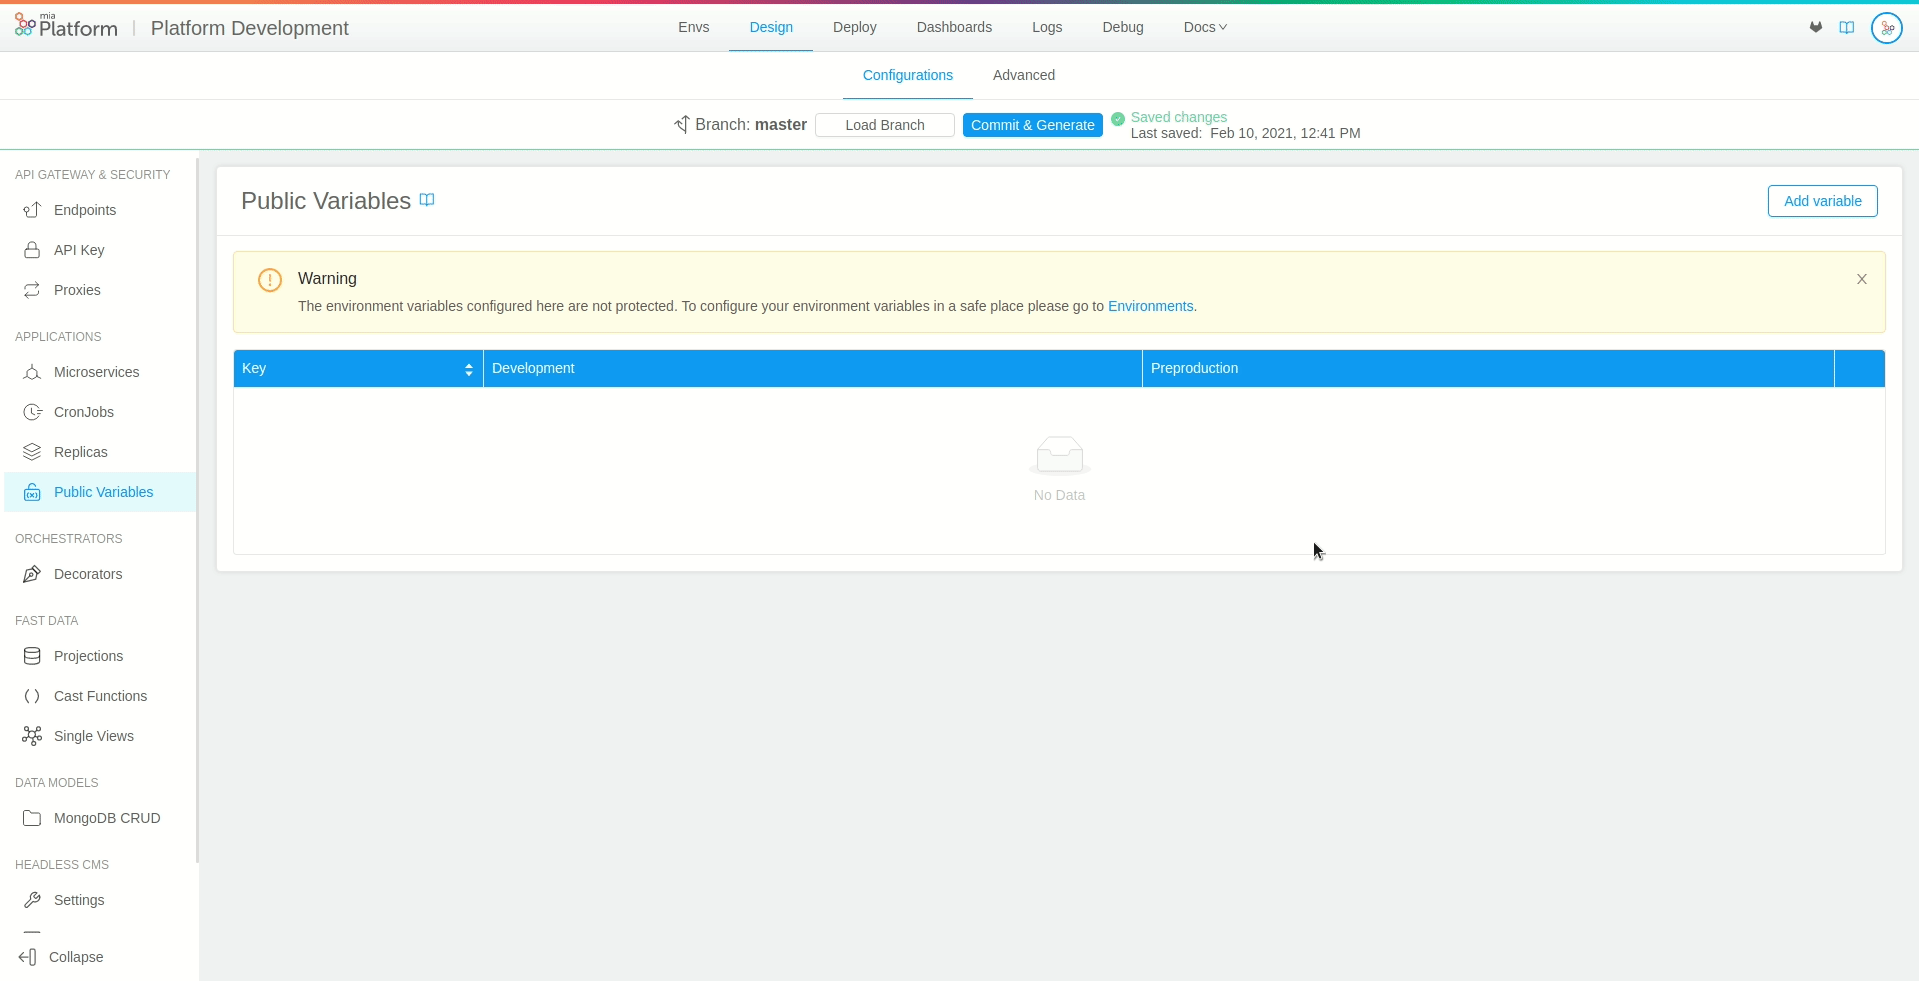 mia
Platform | Platform Development
Envs Design Deploy Dashboards Logs Debug Docs
Configurations Advanced
Branch: master Load Branch Commit & Generate Saved changes
Last saved: Feb 10, 2021, 12:41 PM
API GATEWAY & SECURITY
Endpoints
API Key
Proxies
APPLICATIONS
Microservices
CronJobs
Replicas
Public Variables
ORCHESTRATORS
Decorators
FAST DATA
Projections
Cast Functions
Single Views
DATA MODELS
MongoDB CRUD
HEADLESS CMS
Settings
Collapse
Public Variables
Add variable
Warning
The environment variables configured here are not protected. To configure your environment variables in a safe place please go to Environments.
Key Development Preproduction
No Data